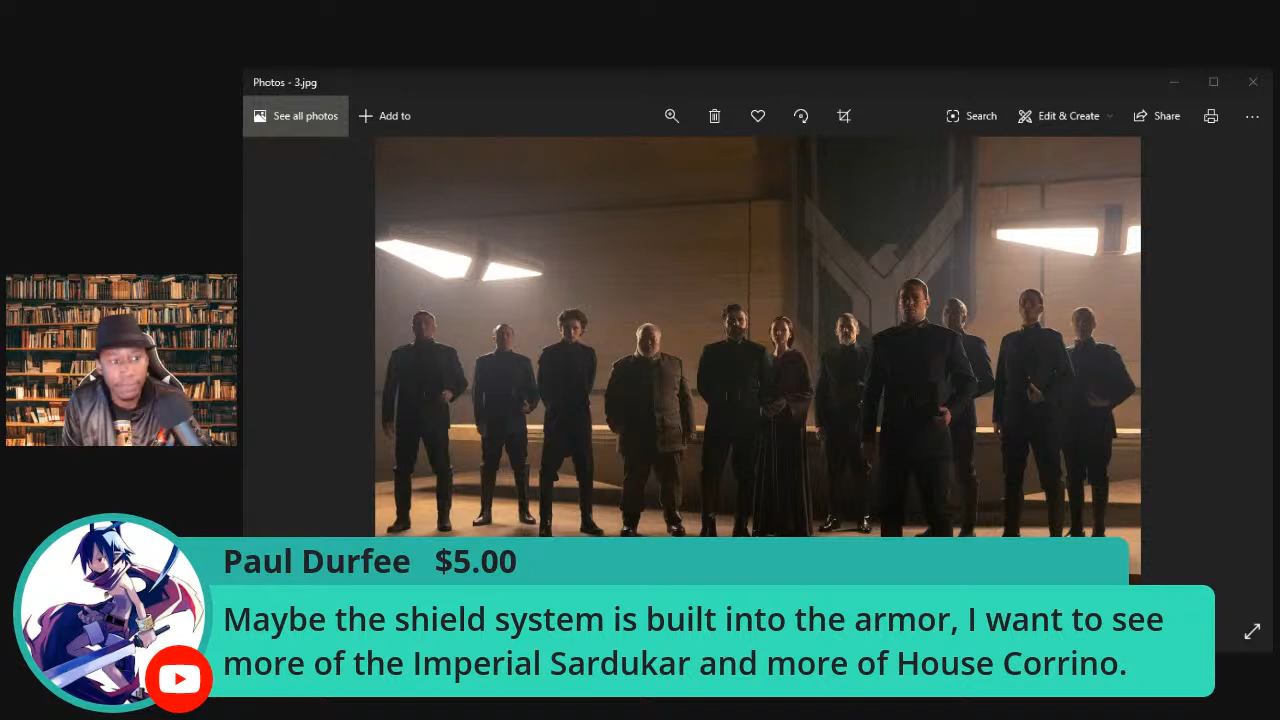 Photos - 3.jpg
See all photos
Add to
Search
Edit & Create
Share
Paul Durfee $5.00
Maybe the shield system is built into the armor, I want to see
more of the Imperial Sardukar and more of House Corrino.